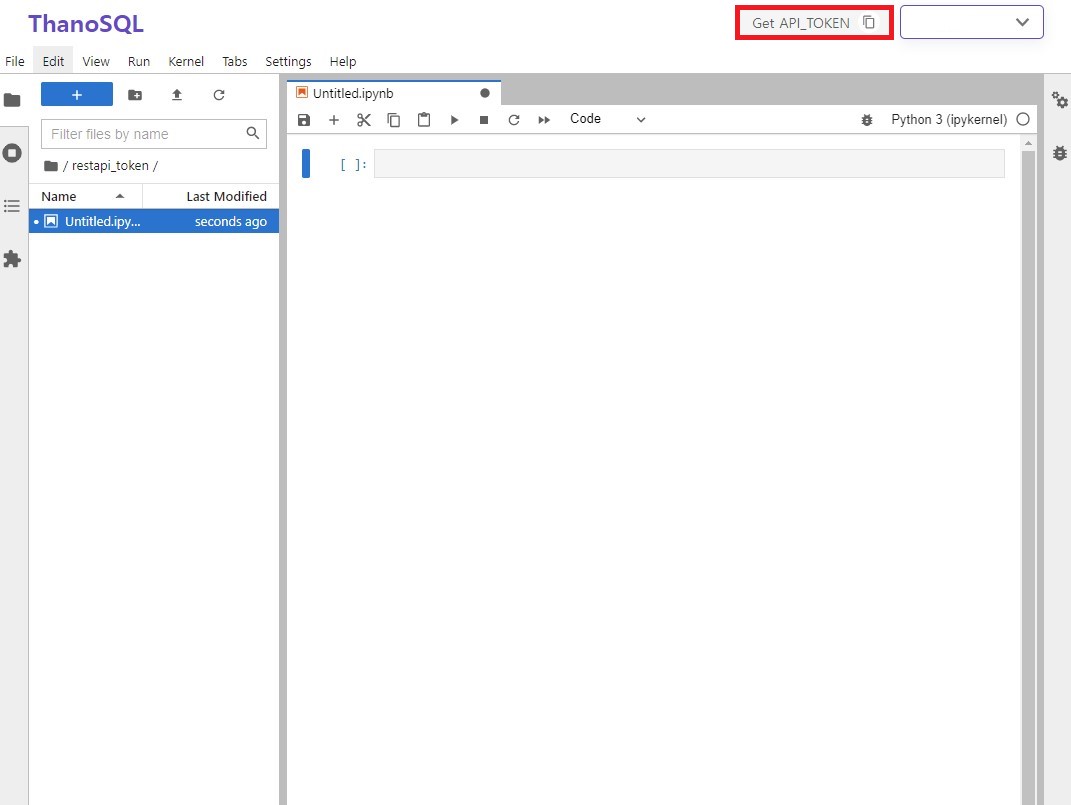 ThanoSQL
Get API_TOKEN
File Edit View Run Kernel Tabs Settings Help
Untitled.ipynb
Code
Python 3 (ipykernel)
Filter files by name
/ restapi_token /
Name Last Modified
Untitled.ipy... seconds ago
[ ]: